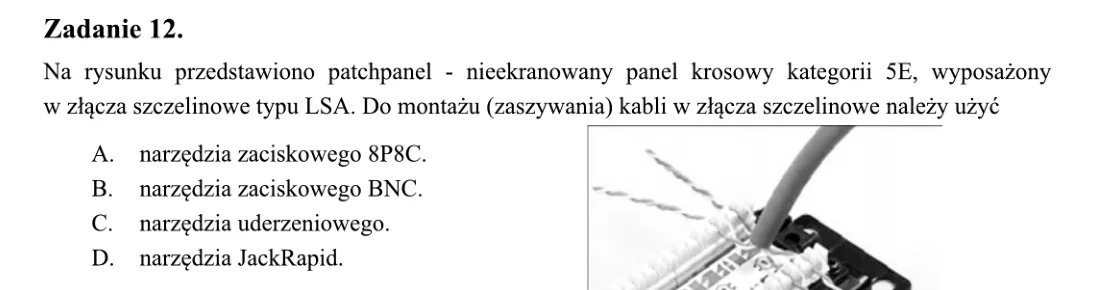 Zadanie 12.
Na rysunku przedstawiono patchpanel - nieekranowany panel krosowy kategorii 5E, wyposażony
w złącza szczelinowe typu LSA. Do montażu (zaszywania) kabli w złącza szczelinowe należy użyć
A. narzędzia zaciskowego 8P8C.
B. narzędzia zaciskowego BNC.
C. narzędzia uderzeniowego.
D. narzędzia JackRapid.